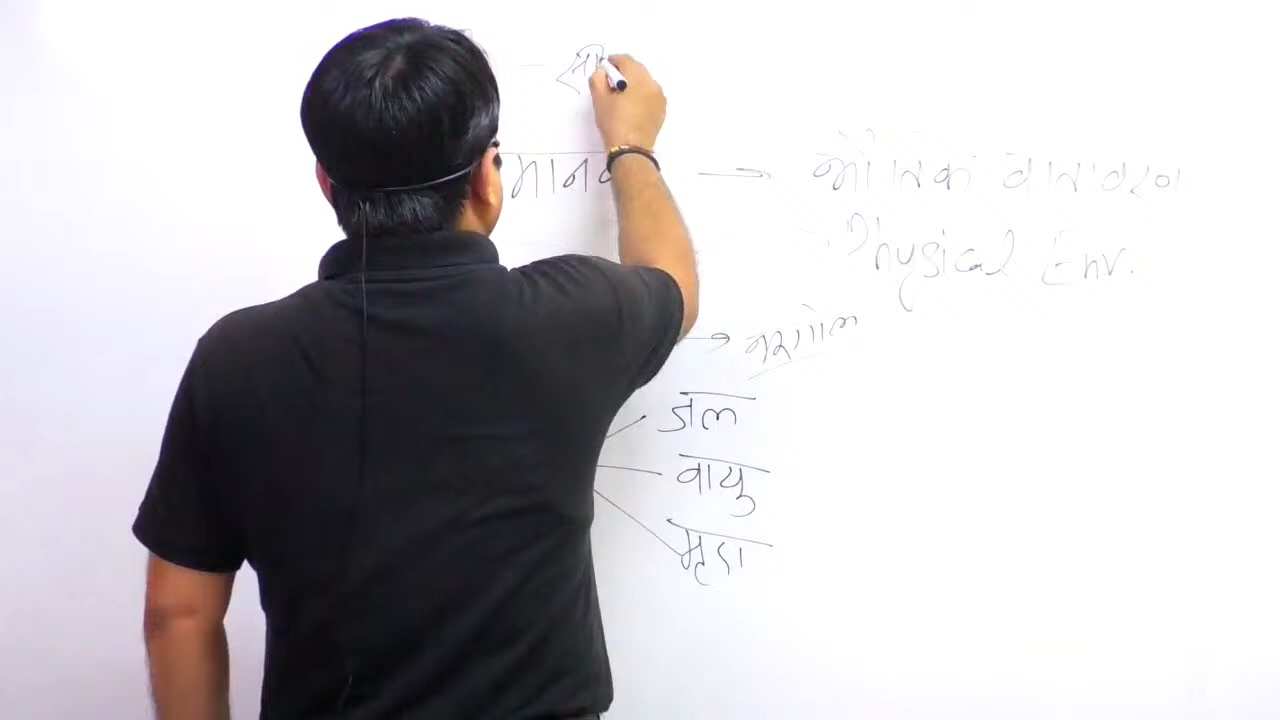 मानव → भौतिक वातावरण
Physical Env.
जल
वायु
मृदा